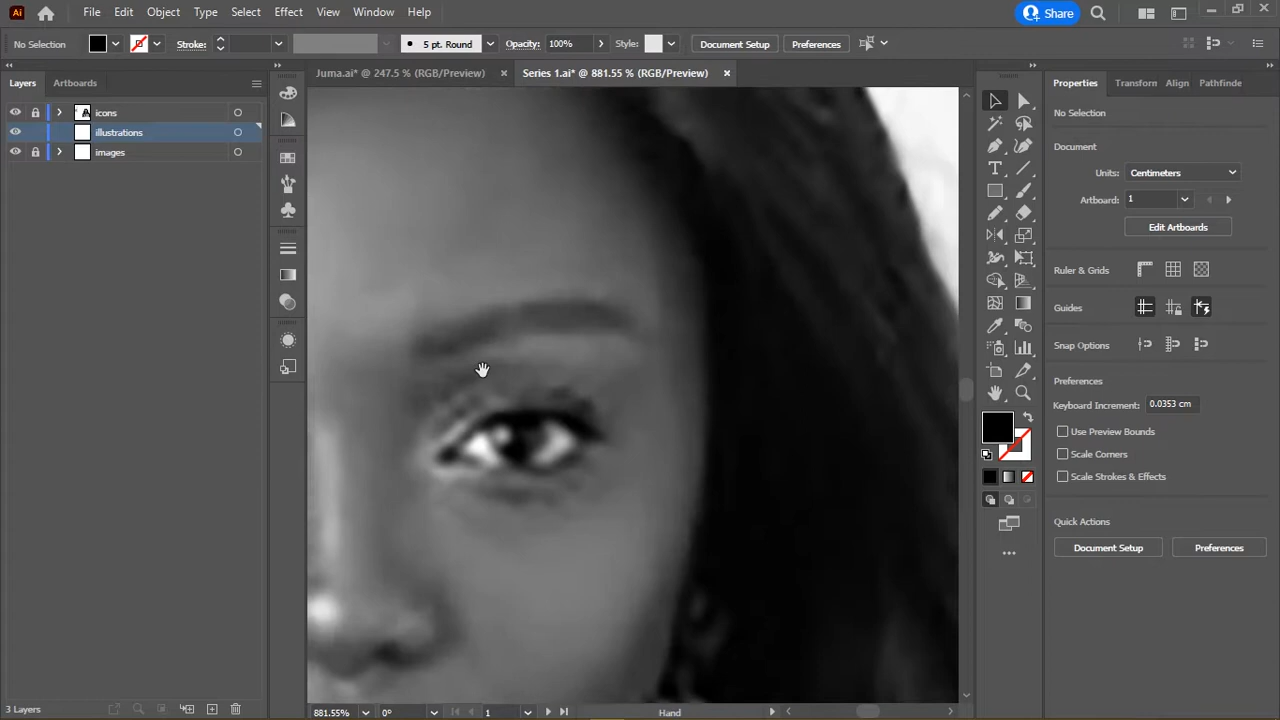 Ai File Edit Object Type Select Effect View Window Help Share
No Selection Stroke: 5 pt. Round Opacity: 100% Style: Document Setup Preferences
Layers Artboards
icons
illustrations
images
3 Layers
Juma.ai* @ 247.5 % (RGB/Preview) × Series 1.ai* @ 881.55 % (RGB/Preview) ×
881.55% 0° 1 Hand
Properties Transform Align Pathfinder
No Selection
Document
Units: Centimeters
Artboard: 1
Edit Artboards
Ruler & Grids
Guides
Snap Options
Preferences
Keyboard Increment: 0.0353 cm
Use Preview Bounds
Scale Corners
Scale Strokes & Effects
Quick Actions
Document Setup Preferences